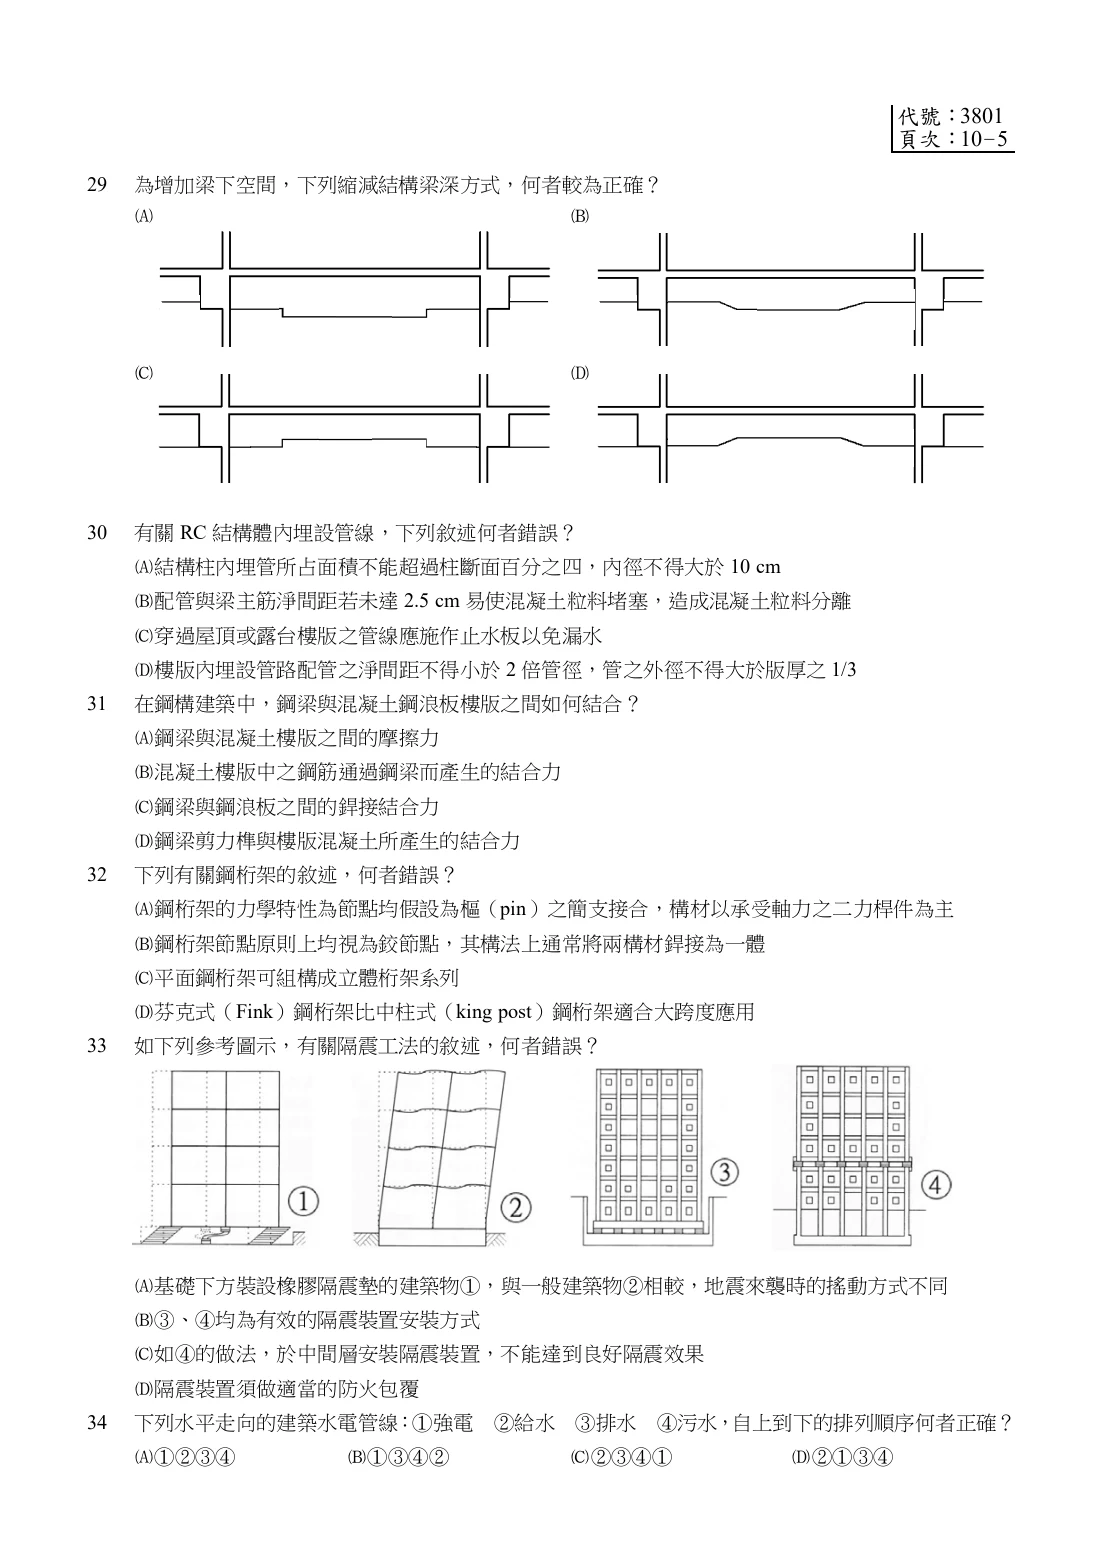 代號：3801
頁次：10－5
29 為增加梁下空間，下列縮減結構梁深方式，何者較為正確？
(A) (B)
(C) (D)
30 有關 RC 結構體內埋設管線，下列敘述何者錯誤？
(A)結構柱內埋管所占面積不能超過柱斷面百分之四，內徑不得大於 10 cm
(B)配管與梁主筋淨間距若未達 2.5 cm 易使混凝土粒料堵塞，造成混凝土粒料分離
(C)穿過屋頂或露台樓版之管線應施作止水板以免漏水
(D)樓版內埋設管路配管之淨間距不得小於 2 倍管徑，管之外徑不得大於版厚之 1/3
31 在鋼構建築中，鋼梁與混凝土鋼浪板樓版之間如何結合？
(A)鋼梁與混凝土樓版之間的摩擦力
(B)混凝土樓版中之鋼筋通過鋼梁而產生的結合力
(C)鋼梁與鋼浪板之間的銲接結合力
(D)鋼梁剪力榫與樓版混凝土所產生的結合力
32 下列有關鋼桁架的敘述，何者錯誤？
(A)鋼桁架的力學特性為節點均假設為樞（pin）之簡支接合，構材以承受軸力之二力桿件為主
(B)鋼桁架節點原則上均視為鉸節點，其構法上通常將兩構材銲接為一體
(C)平面鋼桁架可組構成立體桁架系列
(D)芬克式（Fink）鋼桁架比中柱式（king post）鋼桁架適合大跨度應用
33 如下列參考圖示，有關隔震工法的敘述，何者錯誤？
① ② ③ ④
(A)基礎下方裝設橡膠隔震墊的建築物①，與一般建築物②相較，地震來襲時的搖動方式不同
(B)③、④均為有效的隔震裝置安裝方式
(C)如④的做法，於中間層安裝隔震裝置，不能達到良好隔震效果
(D)隔震裝置須做適當的防火包覆
34 下列水平走向的建築水電管線：①強電 ②給水 ③排水 ④污水，自上到下的排列順序何者正確？
(A)①②③④ (B)①③④② (C)②③④① (D)②①③④